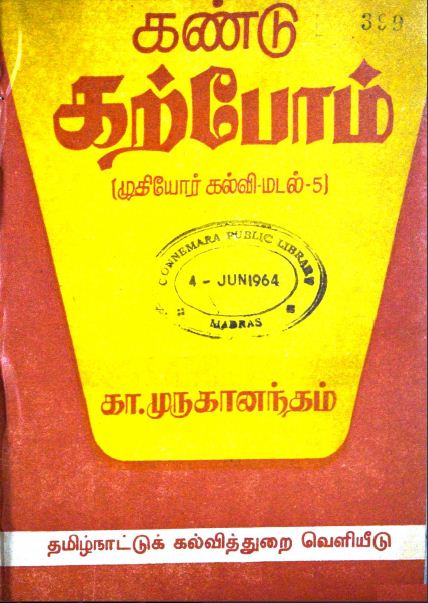 கண்டு
399
கற்போம்
(முதியோர் கல்வி-மடல்-5)
CONNEMARA PUBLIC LIBRARY
4 - JUN1964
MADRAS
கா.முருகானந்தம்
தமிழ்நாட்டுக் கல்வித்துறை வெளியீடு